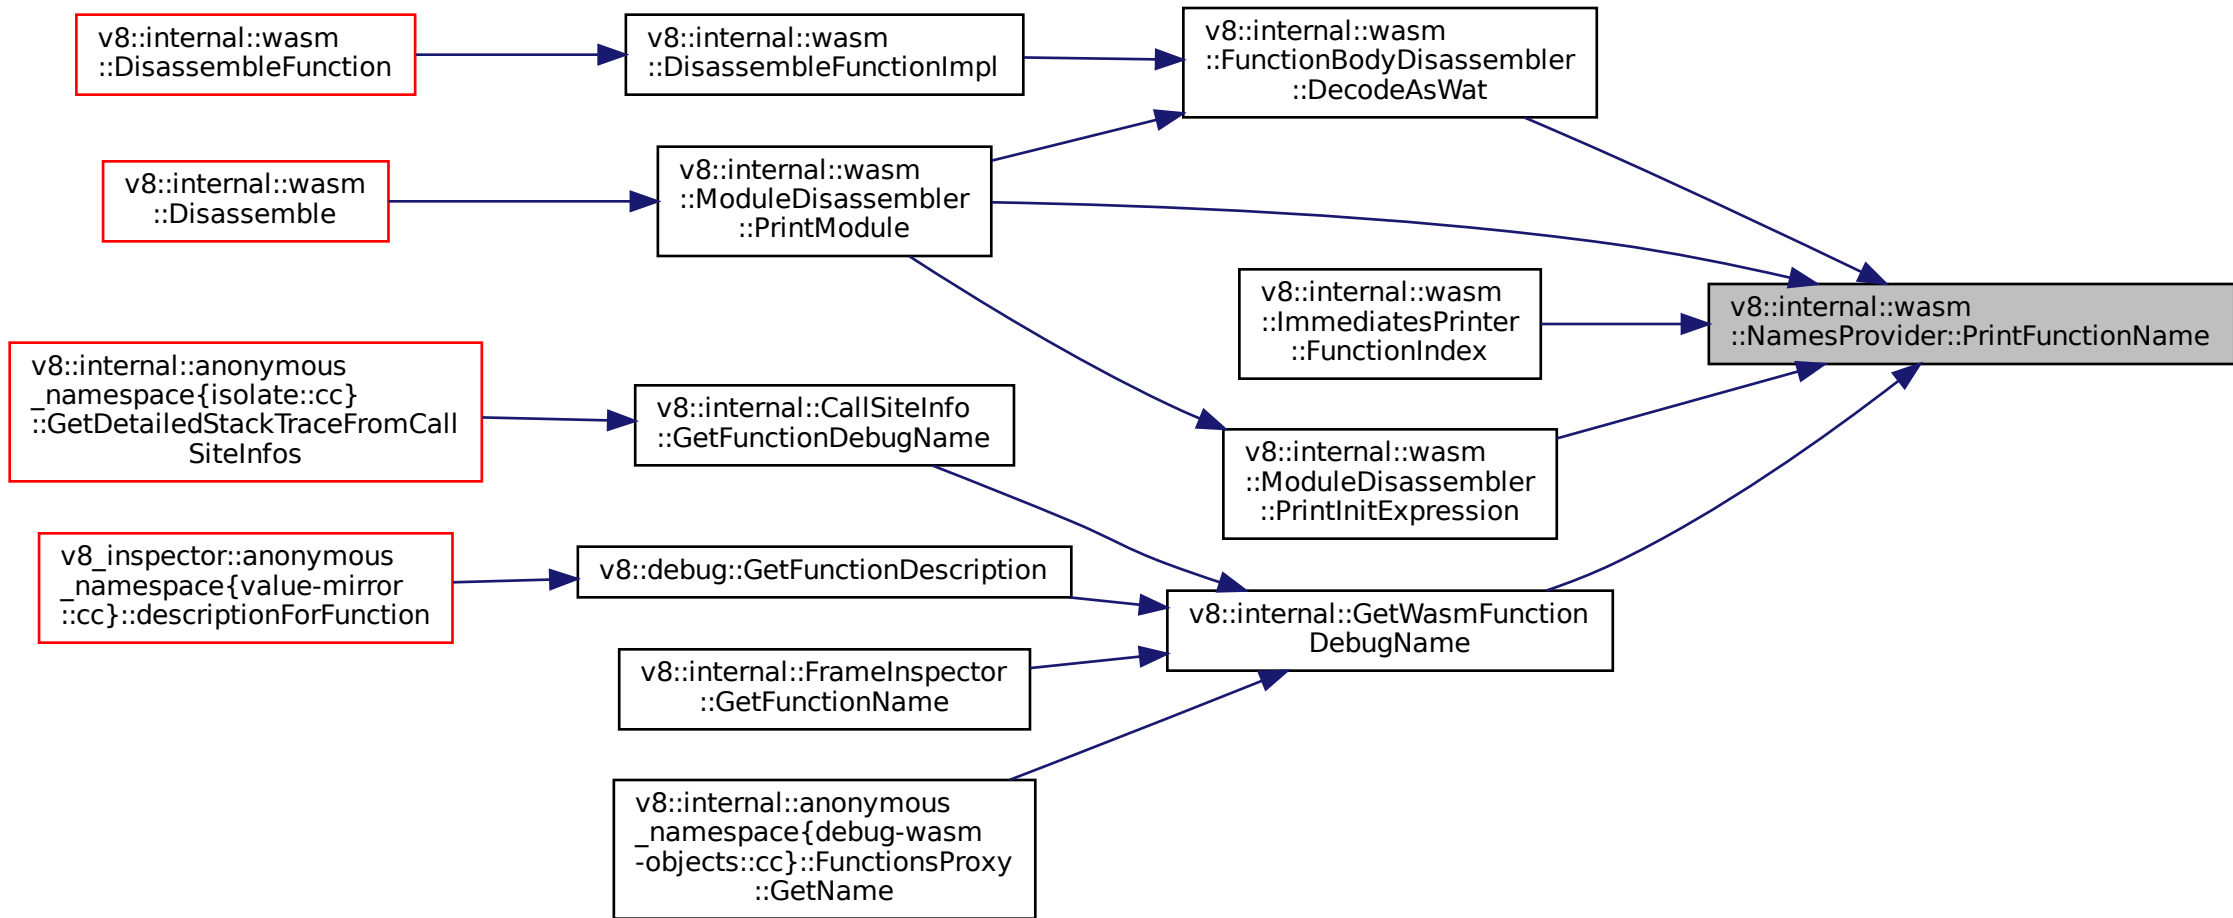 v8::internal::wasm
::DisassembleFunction
v8::internal::wasm
::DisassembleFunctionImpl
v8::internal::wasm
::FunctionBodyDisassembler
::DecodeAsWat
v8::internal::wasm
::Disassemble
v8::internal::wasm
::ModuleDisassembler
::PrintModule
v8::internal::wasm
::ImmediatesPrinter
::FunctionIndex
v8::internal::wasm
::NamesProvider::PrintFunctionName
v8::internal::anonymous
_namespace{isolate::cc}
::GetDetailedStackTraceFromCall
SiteInfos
v8::internal::CallSiteInfo
::GetFunctionDebugName
v8::internal::wasm
::ModuleDisassembler
::PrintInitExpression
v8_inspector::anonymous
_namespace{value-mirror
::cc}::descriptionForFunction
v8::debug::GetFunctionDescription
v8::internal::GetWasmFunction
DebugName
v8::internal::FrameInspector
::GetFunctionName
v8::internal::anonymous
_namespace{debug-wasm
-objects::cc}::FunctionsProxy
::GetName